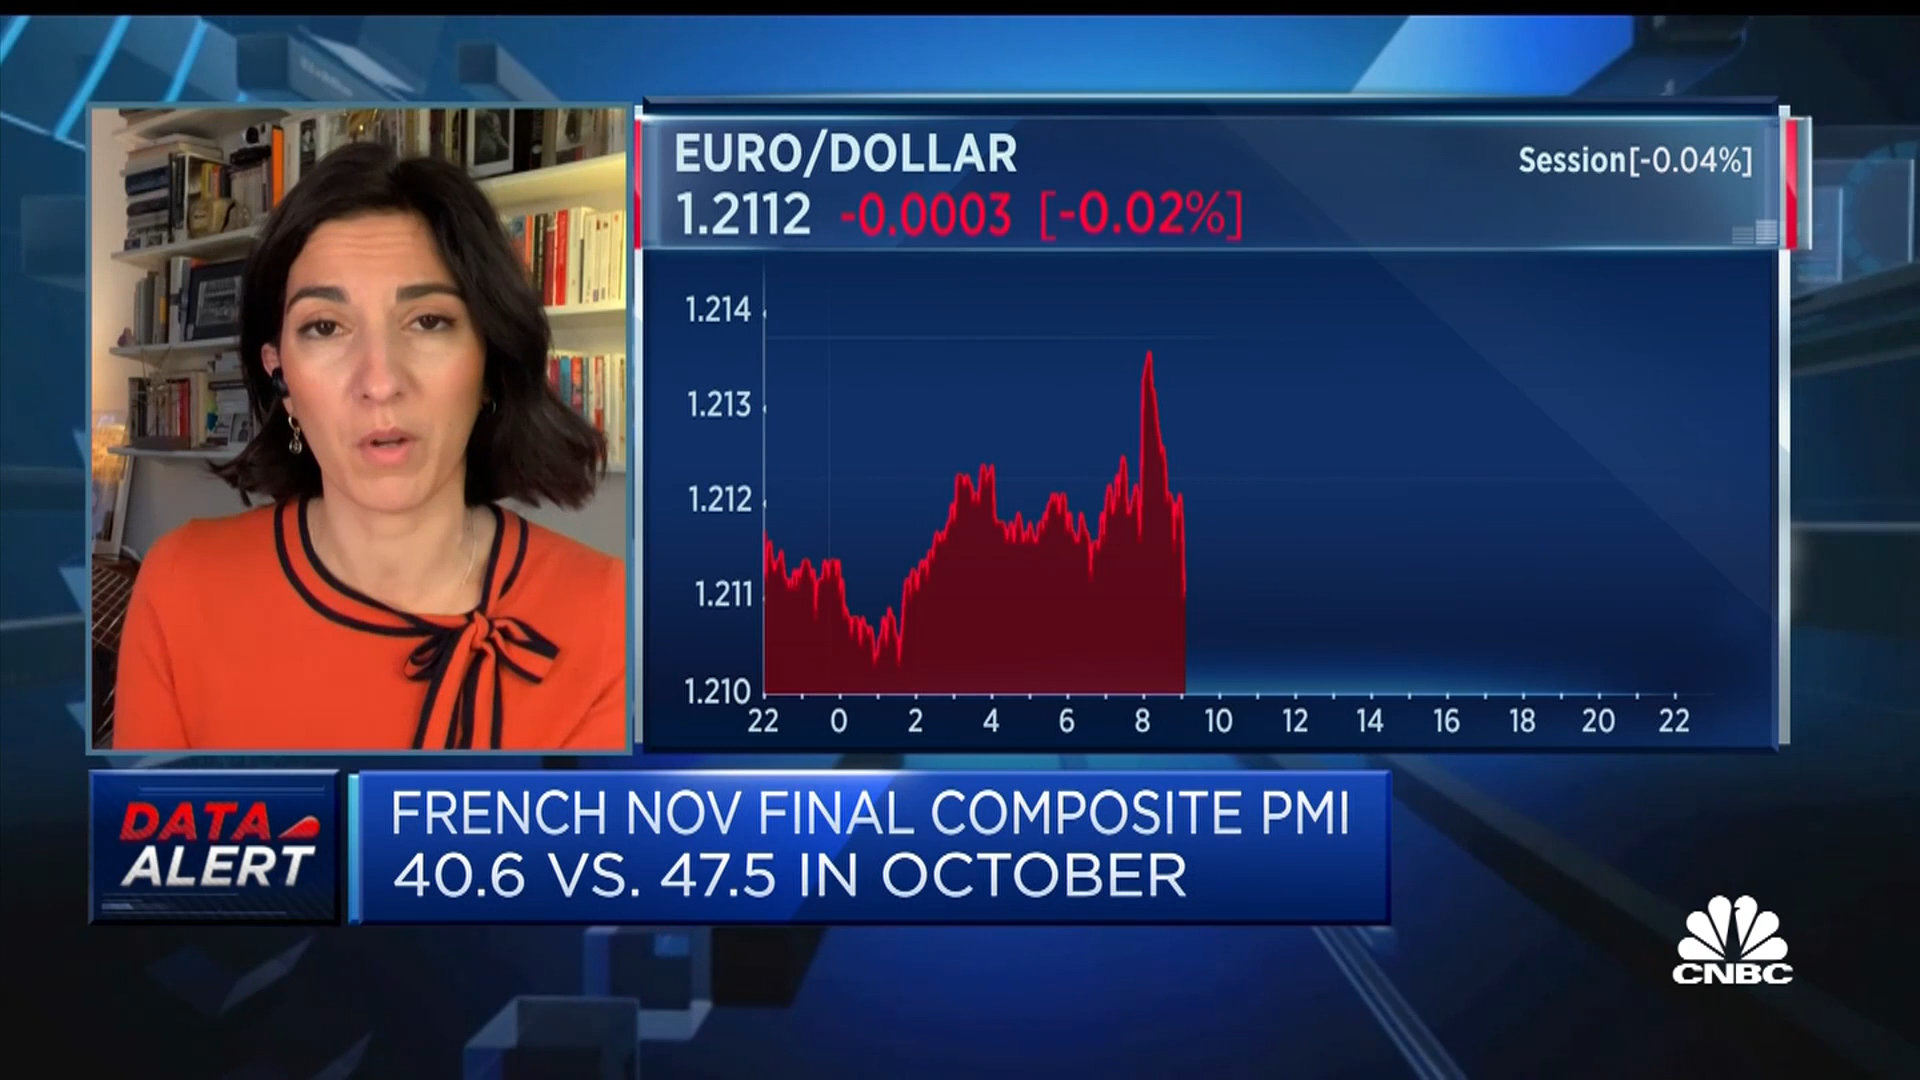 EURO/DOLLAR
Session[-0.04%]
1.2112 -0.0003 [-0.02%]
1.214
1.213
1.212
1.211
1.210
22 0 2 4 6 8 10 12 14 16 18 20 22
DATA
ALERT
FRENCH NOV FINAL COMPOSITE PMI
40.6 VS. 47.5 IN OCTOBER
CNBC